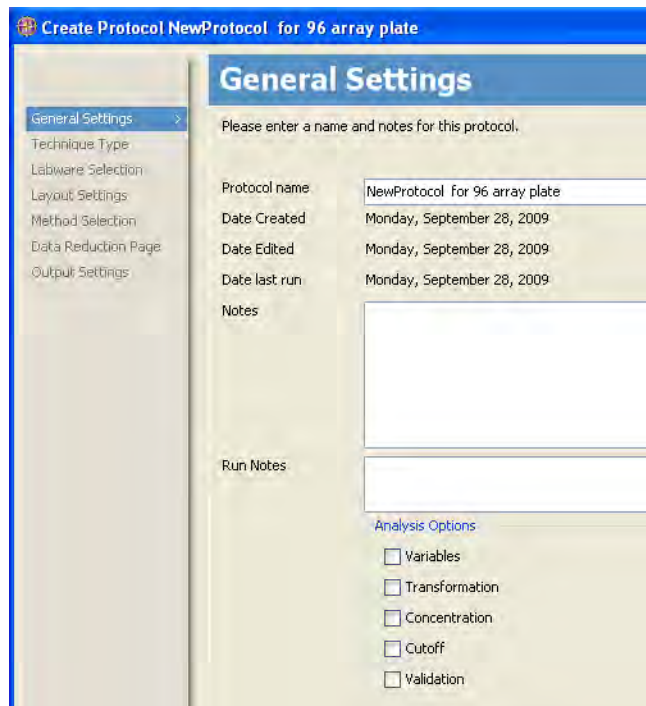 Create Protocol NewProtocol for 96 array plate
General Settings
General Settings >
Technique Type
Labware Selection
Layout Settings
Method Selection
Data Reduction Page
Output Settings
Please enter a name and notes for this protocol.
Protocol name NewProtocol for 96 array plate
Date Created Monday, September 28, 2009
Date Edited Monday, September 28, 2009
Date last run Monday, September 28, 2009
Notes
Run Notes
Analysis Options
Variables
Transformation
Concentration
Cutoff
Validation